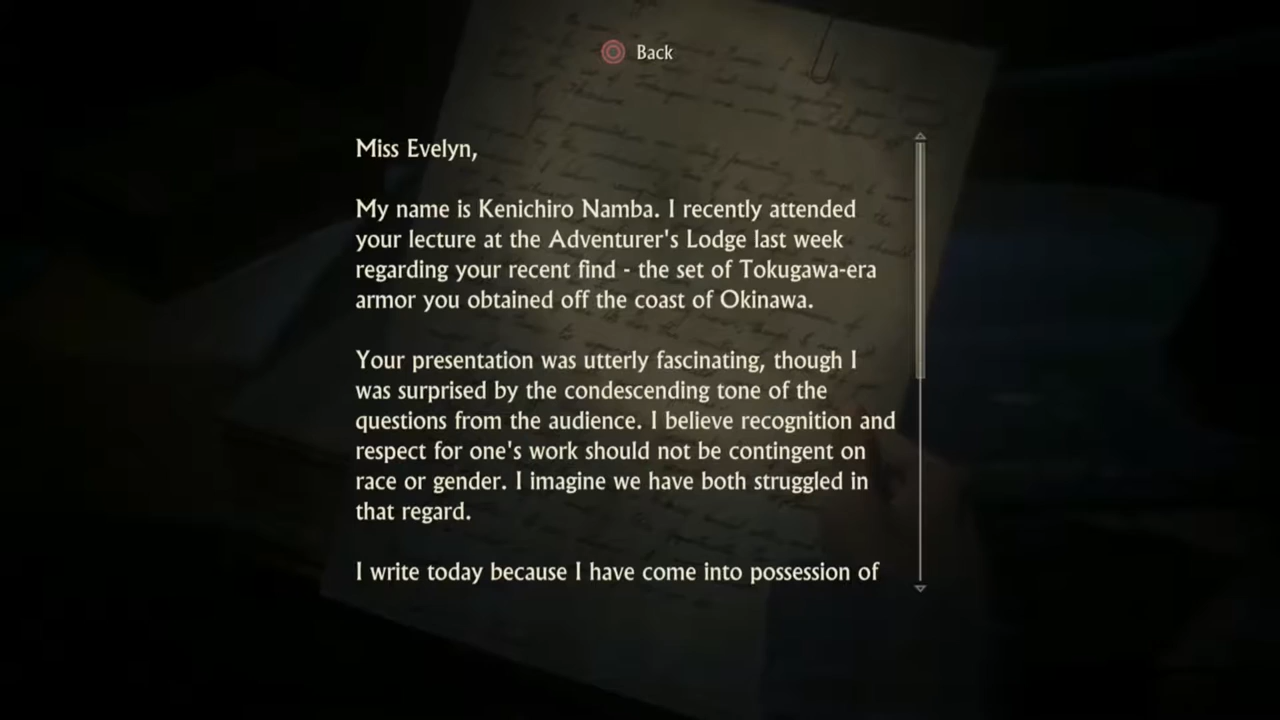 Back
Miss Evelyn,
My name is Kenichiro Namba. I recently attended
your lecture at the Adventurer's Lodge last week
regarding your recent find - the set of Tokugawa-era
armor you obtained off the coast of Okinawa.
Your presentation was utterly fascinating, though I
was surprised by the condescending tone of the
questions from the audience. I believe recognition and
respect for one's work should not be contingent on
race or gender. I imagine we have both struggled in
that regard.
I write today because I have come into possession of